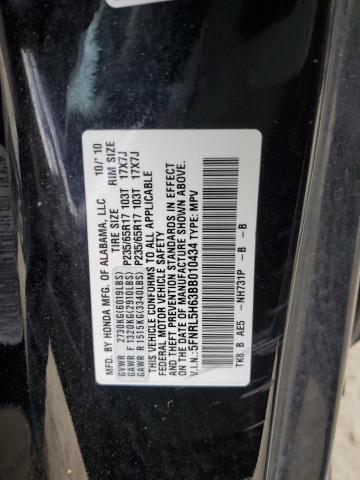 MFD. BY HONDA MFG. OF ALABAMA, LLC 10/'10
TIRE SIZE RIM SIZE
GVWR 2730KG(6019LBS)
GAWR F 1320KG(2910LBS) P235/65R17 103T 17X7J
GAWR R 1515KG(3340LBS) P235/65R17 103T 17X7J
THIS VEHICLE CONFORMS TO ALL APPLICABLE
FEDERAL MOTOR VEHICLE SAFETY
AND THEFT PREVENTION STANDARDS IN EFFECT
ON THE DATE OF MANUFACTURE SHOWN ABOVE.
V.I.N.:5FNRL5H63BB010434 TYPE: MPV
TK8 B AE5 -NH731P -B -B